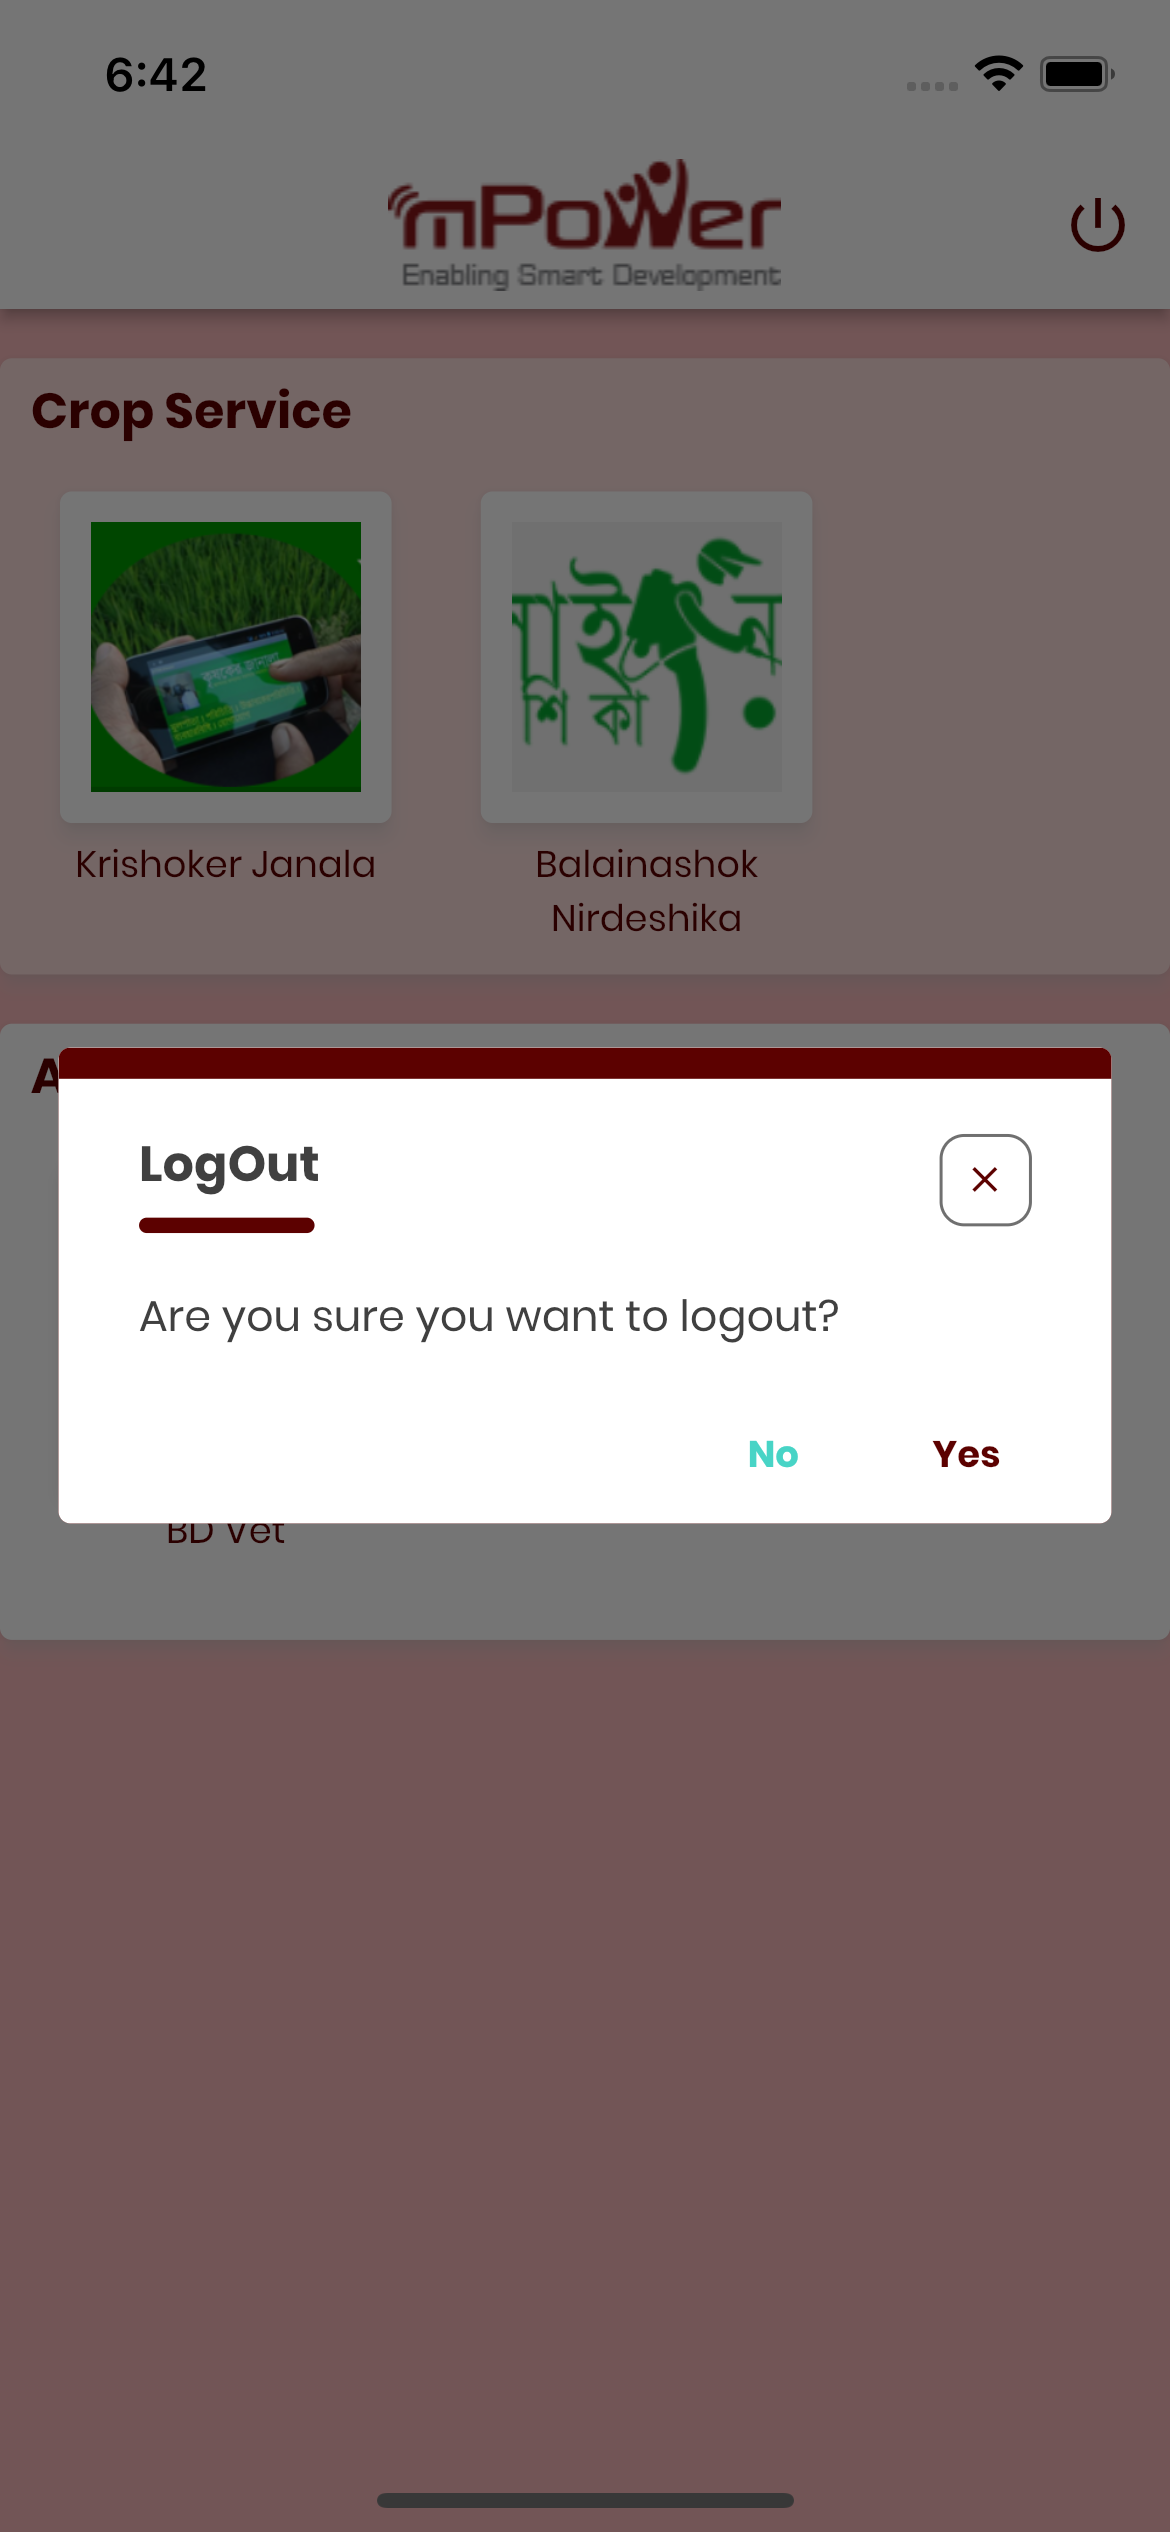 6:42
mPower
Enabling Smart Development
Crop Service
শিকা
Krishoker Janala
Balainashok
Nirdeshika
LogOut
Are you sure you want to logout?
No
Yes
BD Vet